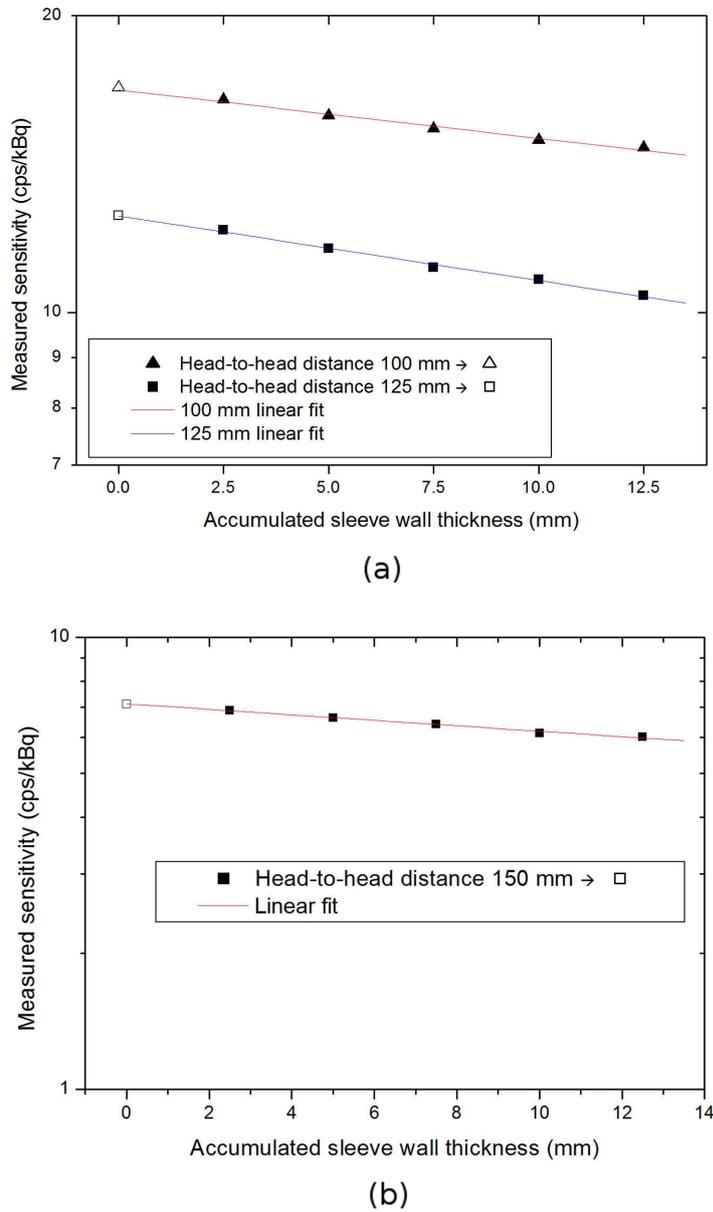 20
10
9
8
7
Measured sensitivity (cps/kBq)
Head-to-head distance 100 mm →
Head-to-head distance 125 mm →
100 mm linear fit
125 mm linear fit
0.0 2.5 5.0 7.5 10.0 12.5
Accumulated sleeve wall thickness (mm)
(a)
10
1
Measured sensitivity (cps/kBq)
Head-to-head distance 150 mm →
Linear fit
0 2 4 6 8 10 12 14
Accumulated sleeve wall thickness (mm)
(b)